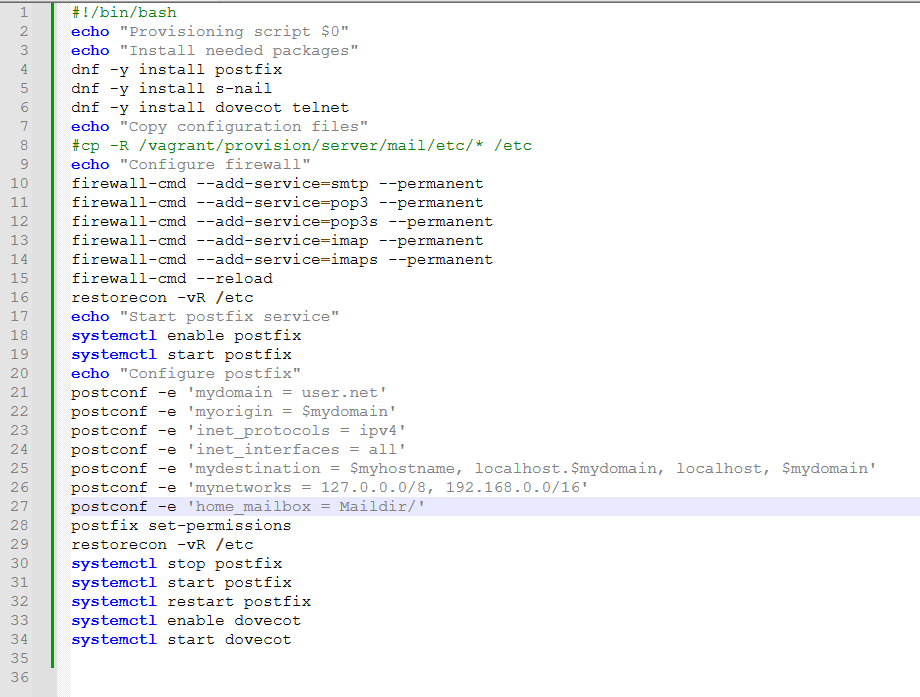 1 #!/bin/bash
2 echo "Provisioning script $0"
3 echo "Install needed packages"
4 dnf -y install postfix
5 dnf -y install s-nail
6 dnf -y install dovecot telnet
7 echo "Copy configuration files"
8 #cp -R /vagrant/provision/server/mail/etc/* /etc
9 echo "Configure firewall"
10 firewall-cmd --add-service=smtp --permanent
11 firewall-cmd --add-service=pop3 --permanent
12 firewall-cmd --add-service=pop3s --permanent
13 firewall-cmd --add-service=imap --permanent
14 firewall-cmd --add-service=imaps --permanent
15 firewall-cmd --reload
16 restorecon -vR /etc
17 echo "Start postfix service"
18 systemctl enable postfix
19 systemctl start postfix
20 echo "Configure postfix"
21 postconf -e 'mydomain = user.net'
22 postconf -e 'myorigin = $mydomain'
23 postconf -e 'inet_protocols = ipv4'
24 postconf -e 'inet_interfaces = all'
25 postconf -e 'mydestination = $myhostname, localhost.$mydomain, localhost, $mydomain'
26 postconf -e 'mynetworks = 127.0.0.0/8, 192.168.0.0/16'
27 postconf -e 'home_mailbox = Maildir/'
28 postfix set-permissions
29 restorecon -vR /etc
30 systemctl stop postfix
31 systemctl start postfix
32 systemctl restart postfix
33 systemctl enable dovecot
34 systemctl start dovecot
35
36